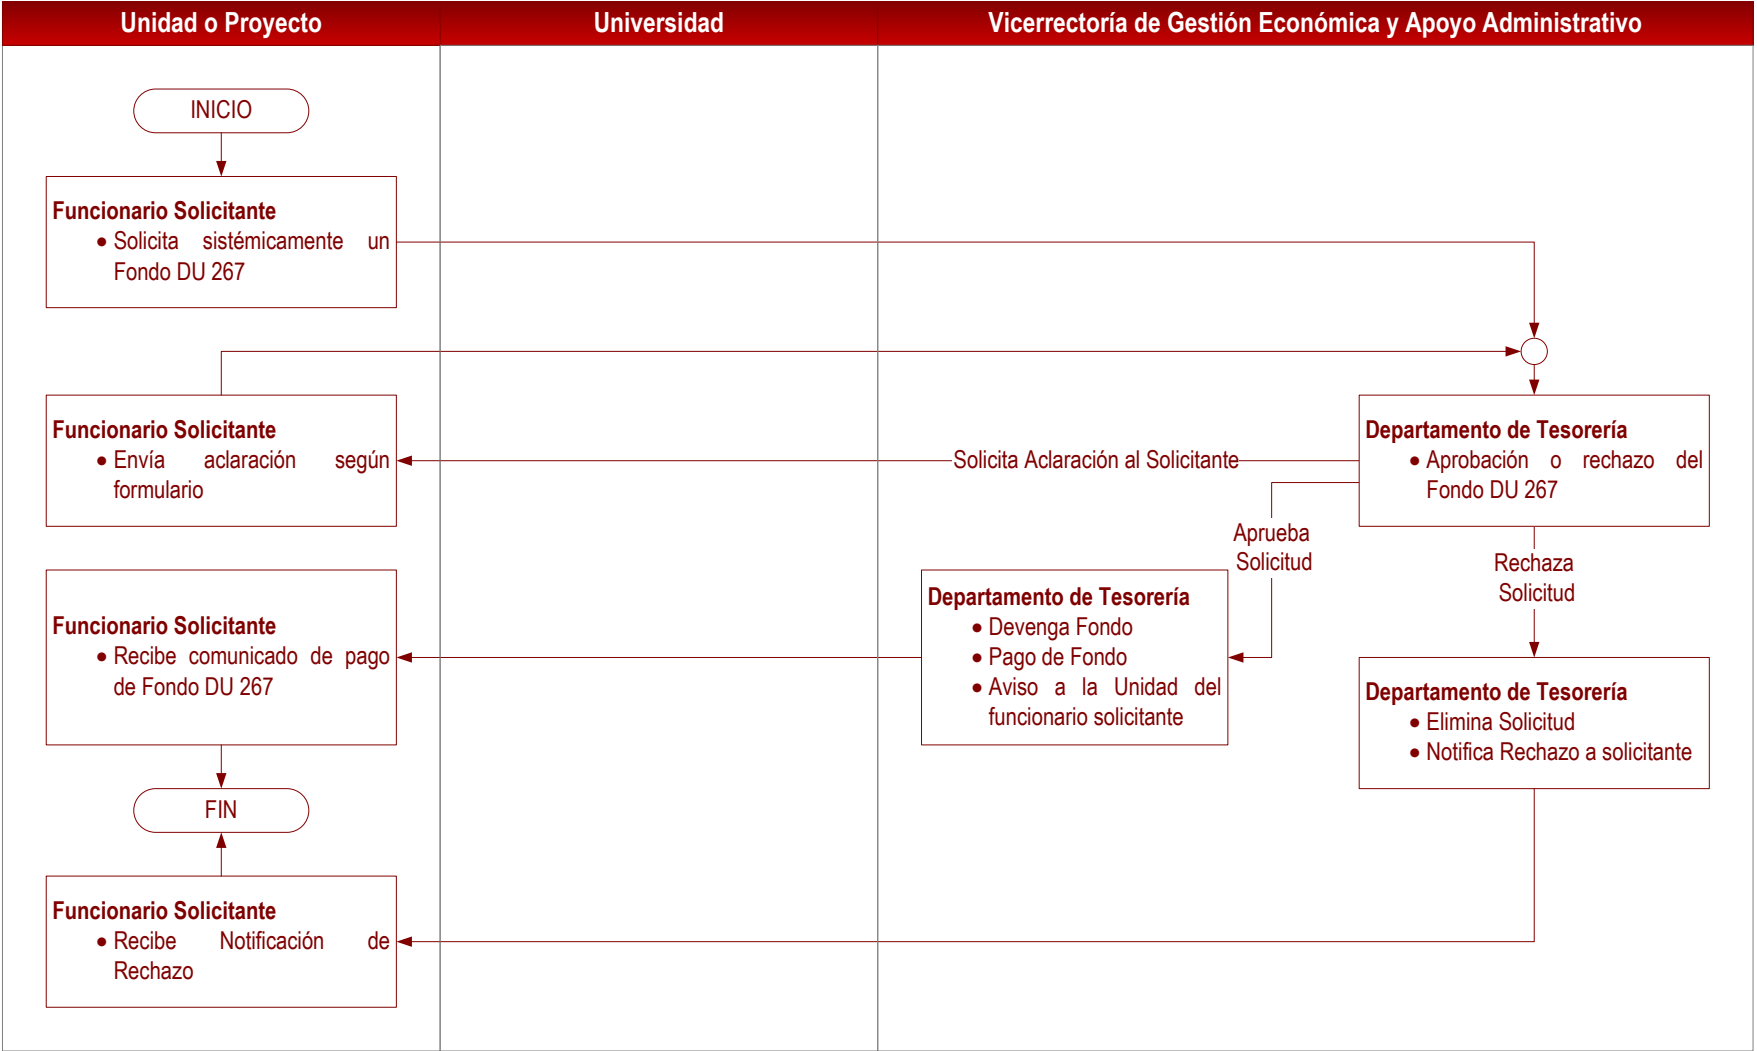 Unidad o Proyecto
Universidad
Vicerrectoría de Gestión Económica y Apoyo Administrativo
INICIO
Funcionario Solicitante
• Solicita sistémicamente un
Fondo DU 267
Funcionario Solicitante
• Envía aclaración según
formulario
Solicita Aclaración al Solicitante
Departamento de Tesorería
• Aprobación o rechazo del
Fondo DU 267
Aprueba
Solicitud
Rechaza
Solicitud
Funcionario Solicitante
• Recibe comunicado de pago
de Fondo DU 267
Departamento de Tesorería
• Devenga Fondo
• Pago de Fondo
• Aviso a la Unidad del
funcionario solicitante
Departamento de Tesorería
• Elimina Solicitud
• Notifica Rechazo a solicitante
FIN
Funcionario Solicitante
• Recibe Notificación de
Rechazo